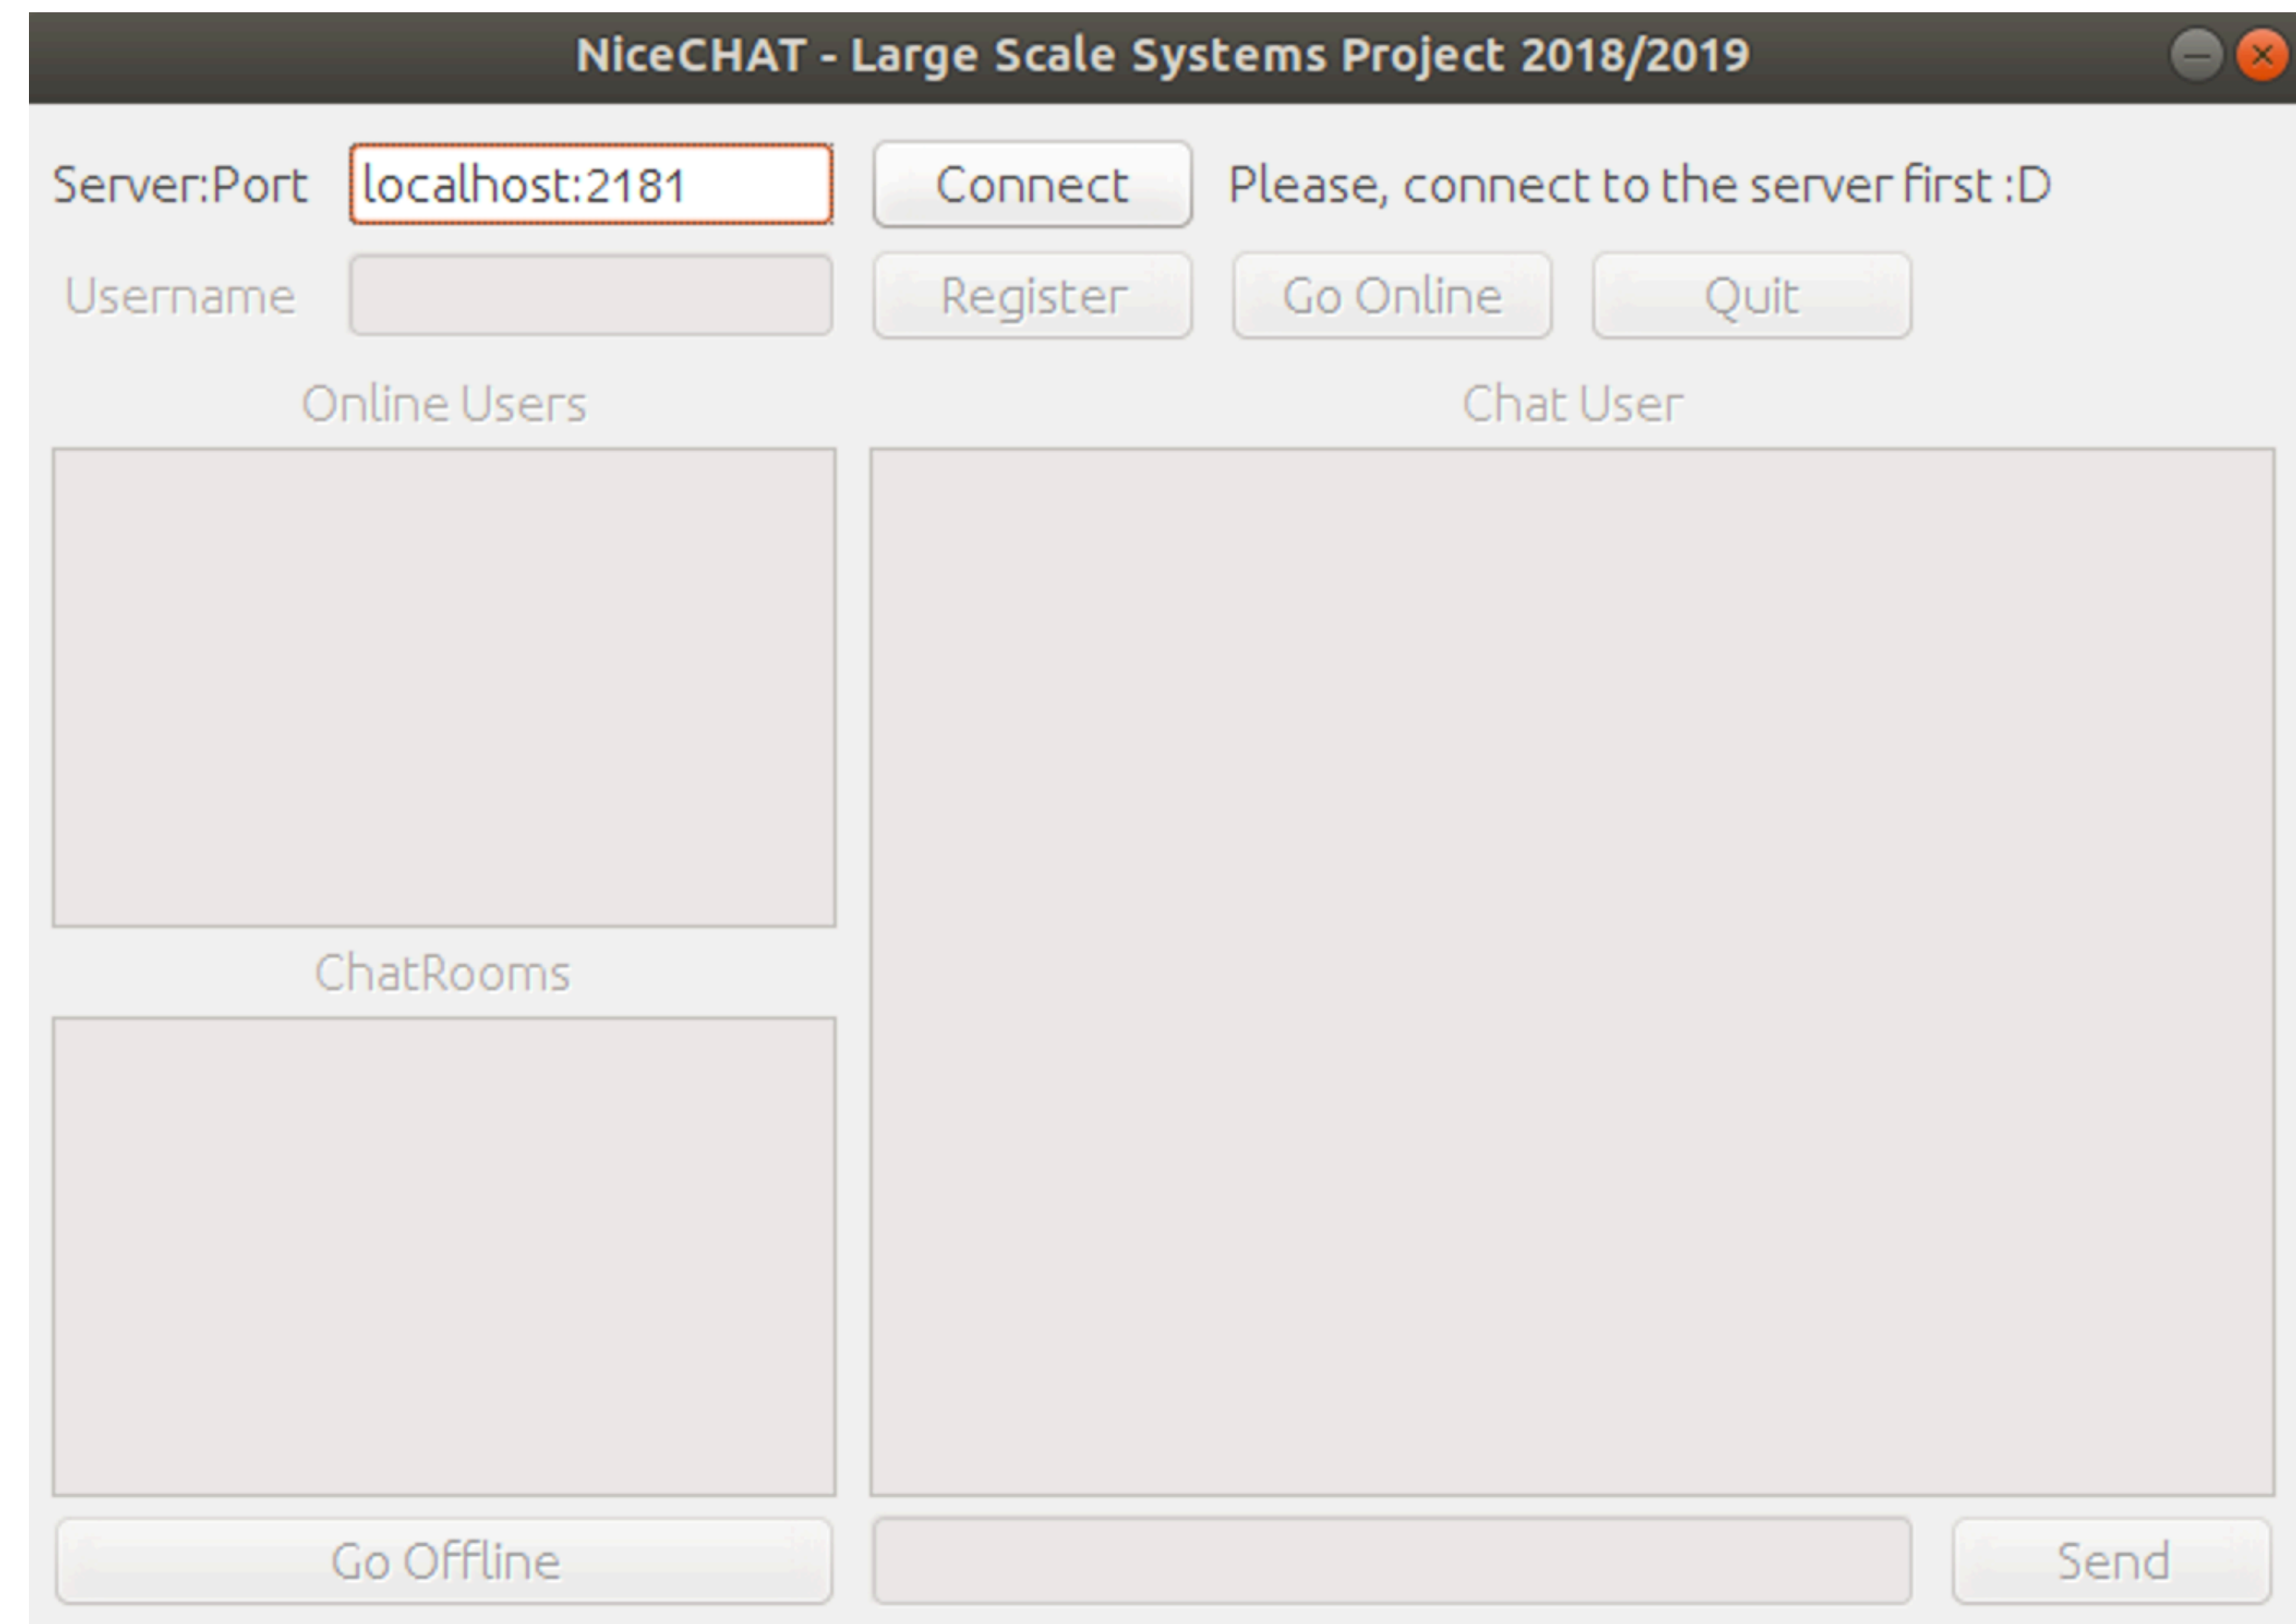 NiceCHAT - Large Scale Systems Project 2018/2019
Server:Port localhost:2181 Connect Please, connect to the server first :D
Username Register Go Online Quit
Online Users Chat User
ChatRooms
Go Offline Send